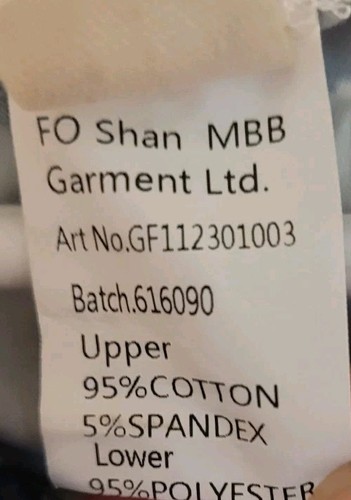 FO Shan MBB
Garment Ltd.
Art No.GF112301003
Batch.616090
Upper
95%COTTON
5%SPANDEX
Lower
95%POLYESTER